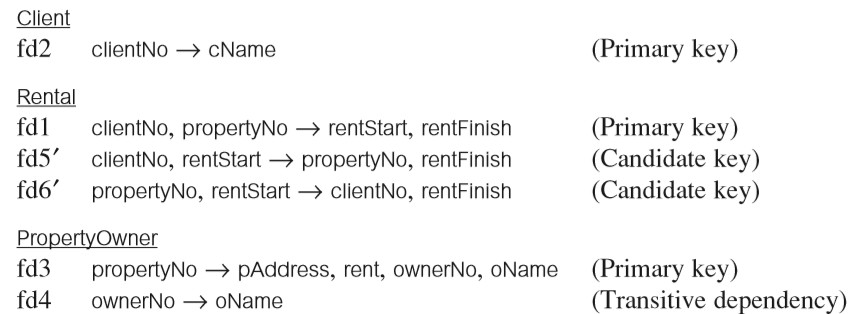 Client
fd2 clientNo → cName (Primary key)
Rental
fd1 clientNo, propertyNo → rentStart, rentFinish (Primary key)
fd5′ clientNo, rentStart → propertyNo, rentFinish (Candidate key)
fd6′ propertyNo, rentStart → clientNo, rentFinish (Candidate key)
PropertyOwner
fd3 propertyNo → pAddress, rent, ownerNo, oName (Primary key)
fd4 ownerNo → oName (Transitive dependency)